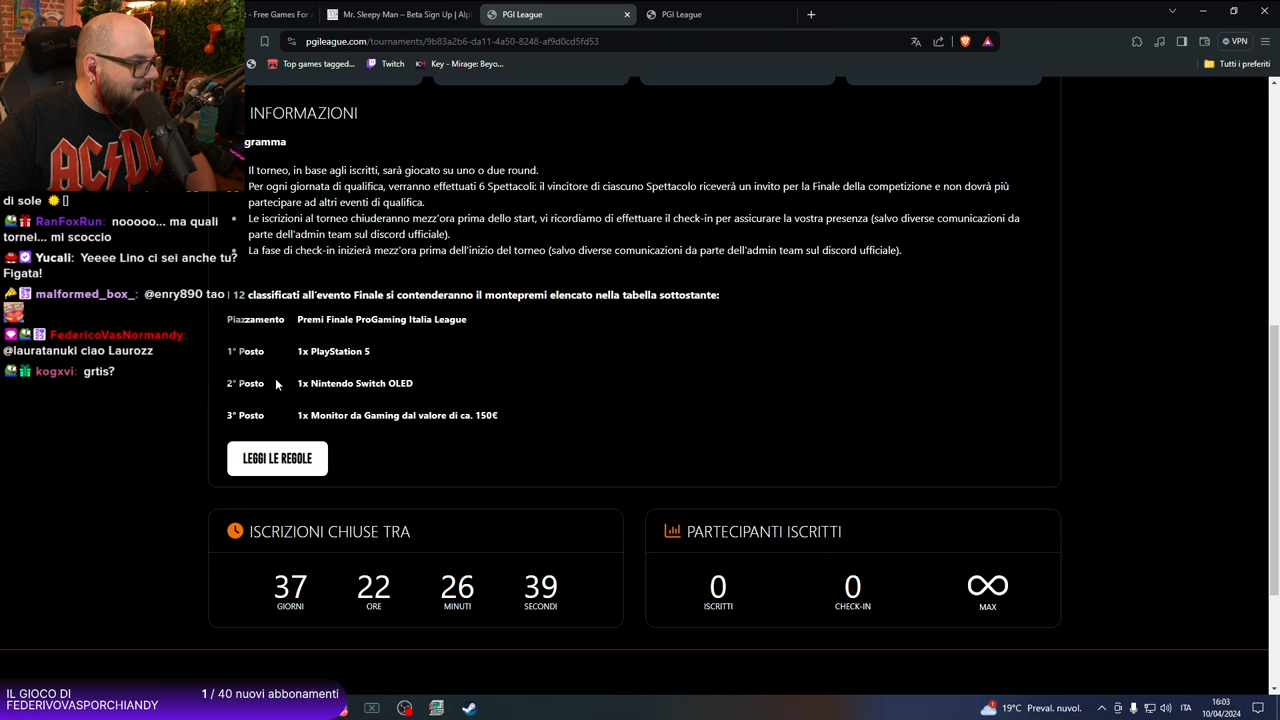 - Free Games For
Mr. Sleepy Man – Beta Sign Up | Alp
PGI League
PGI League
pgileague.com/tournaments/9b83a2b6-da11-4a50-8248-af9d0cd5fd53
VPN
Top games tagged...
Twitch
KM
Key - Mirage: Beyo...
Tutti i preferiti
AC DC
INFORMAZIONI
gramma
Il torneo, in base agli iscritti, sarà giocato su uno o due round.
Per ogni giornata di qualifica, verranno effettuati 6 Spettacoli: il vincitore di ciascuno Spettacolo riceverà un invito per la Finale della competizione e non dovrà più
partecipare ad altri eventi di qualifica.
Le iscrizioni al torneo chiuderanno mezz'ora prima dello start, vi ricordiamo di effettuare il check-in per assicurare la vostra presenza (salvo diverse comunicazioni da
parte dell'admin team sul discord ufficiale).
La fase di check-in inizierà mezz'ora prima dell'inizio del torneo (salvo diverse comunicazioni da parte dell'admin team sul discord ufficiale).
I 12 classificati all'evento Finale si contenderanno il montepremi elencato nella tabella sottostante:
Piazzamento Premi Finale ProGaming Italia League
1° Posto 1x PlayStation 5
2° Posto 1x Nintendo Switch OLED
3° Posto 1x Monitor da Gaming dal valore di ca. 150€
LEGGI LE REGOLE
di sole
RanFoxRun: nooooo... ma quali
tornei... mi scoccio
Yucali: Yeeee Lino ci sei anche tu?
Figata!
malformed_box_: @enry890 tao
FedericoVasNormandy:
@lauratanuki ciao Laurozz
kogxvi: grtis?
ISCRIZIONI CHIUSE TRA
37 22 26 39
GIORNI ORE MINUTI SECONDI
PARTECIPANTI ISCRITTI
0 0 ∞
ISCRITTI CHECK-IN MAX
IL GIOCO DI
FEDERIVOVASPORCHIANDY
1 / 40 nuovi abbonamenti
19°C Preval. nuvol.
ITA
16:03
10/04/2024